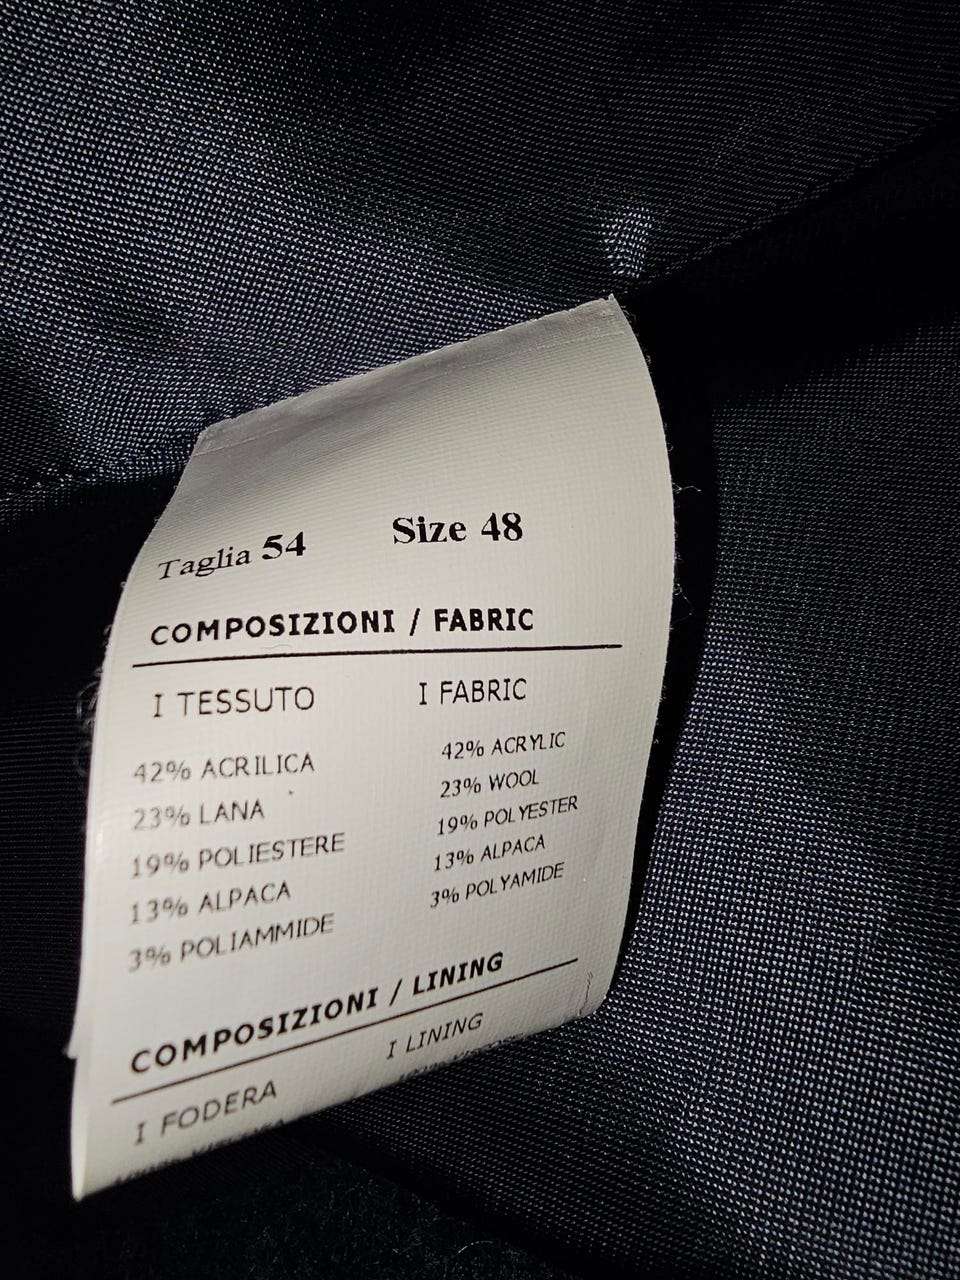 Taglia 54 Size 48
COMPOSIZIONI / FABRIC
I TESSUTO I FABRIC
42% ACRILICA 42% ACRYLIC
23% LANA 23% WOOL
19% POLIESTERE 19% POLYESTER
13% ALPACA 13% ALPACA
3% POLIAMMIDE 3% POLYAMIDE
COMPOSIZIONI / LINING
I FODERA I LINING